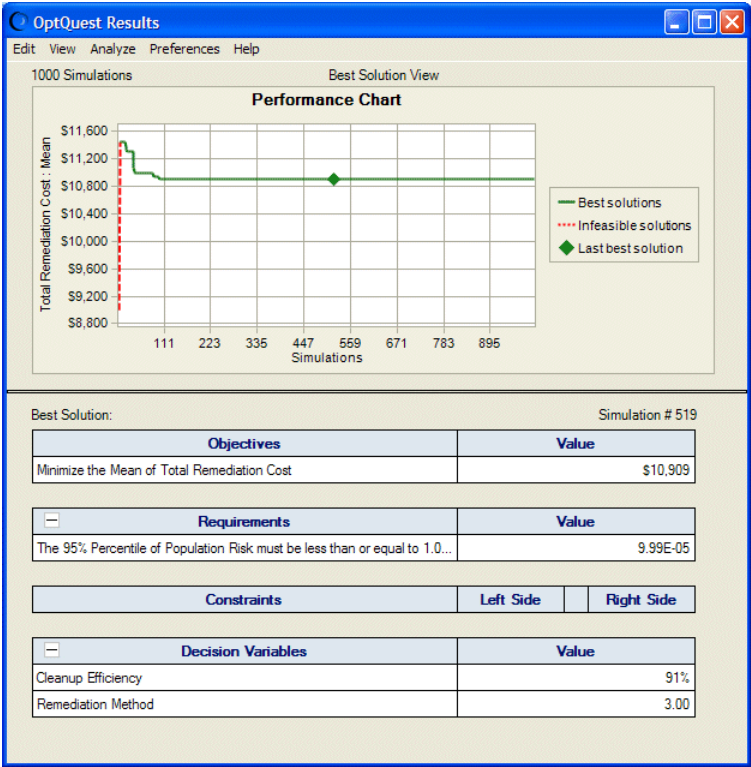 OptQuest Results
Edit View Analyze Preferences Help
1000 Simulations Best Solution View
Performance Chart
Total Remediation Cost : Mean
$11,600
$11,200
$10,800
$10,400
$10,000
$9,600
$9,200
$8,800
111 223 335 447 559 671 783 895
Simulations
Best solutions
Infeasible solutions
Last best solution
Best Solution: Simulation # 519
Objectives Value
Minimize the Mean of Total Remediation Cost $10,909
Requirements Value
The 95% Percentile of Population Risk must be less than or equal to 1.0... 9.99E-05
Constraints Left Side Right Side
Decision Variables Value
Cleanup Efficiency 91%
Remediation Method 3.00